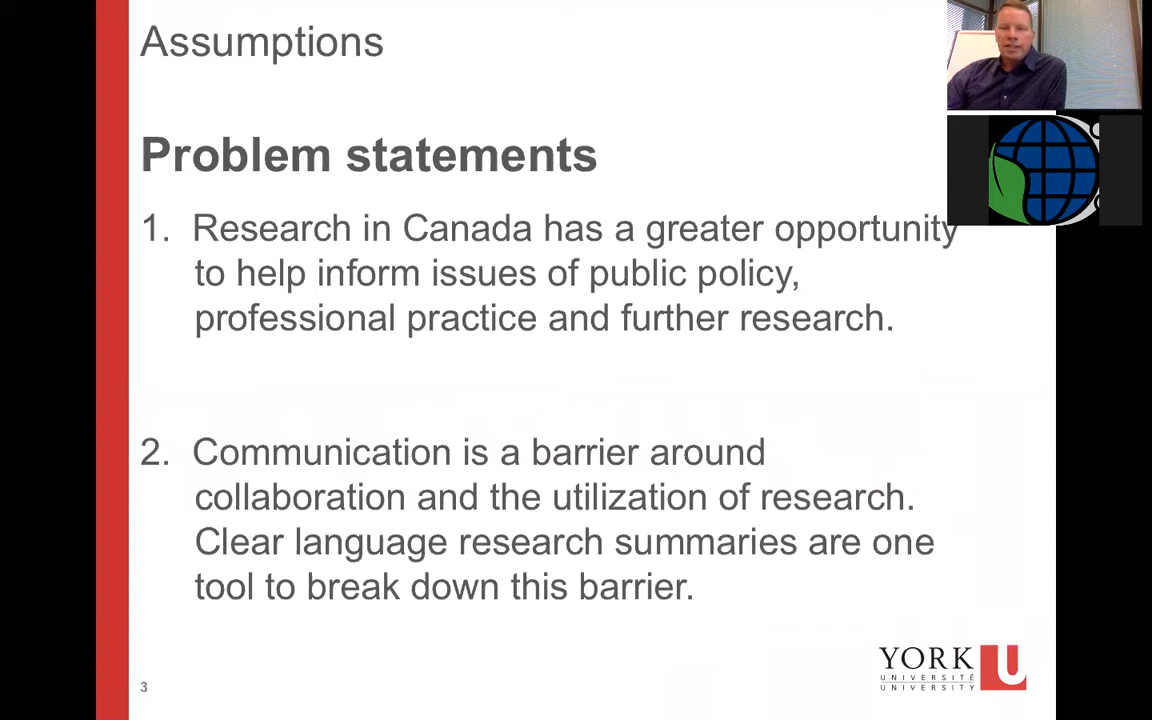 Assumptions
Problem statements
1. Research in Canada has a greater opportunity
to help inform issues of public policy,
professional practice and further research.
2. Communication is a barrier around
collaboration and the utilization of research.
Clear language research summaries are one
tool to break down this barrier.
3
YORK U
UNIVERSITÉ
UNIVERSITY